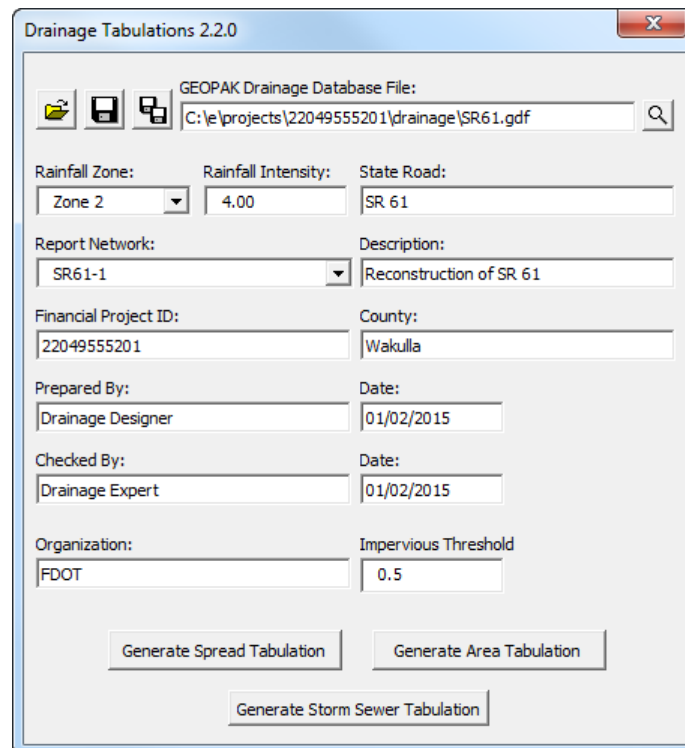 Drainage Tabulations 2.2.0
GEOPAK Drainage Database File:
C:\e\projects\22049555201\drainage\SR61.gdf
Rainfall Zone: Rainfall Intensity: State Road:
Zone 2 4.00 SR 61
Report Network: Description:
SR61-1 Reconstruction of SR 61
Financial Project ID: County:
22049555201 Wakulla
Prepared By: Date:
Drainage Designer 01/02/2015
Checked By: Date:
Drainage Expert 01/02/2015
Organization: Impervious Threshold
FDOT 0.5
Generate Spread Tabulation Generate Area Tabulation
Generate Storm Sewer Tabulation